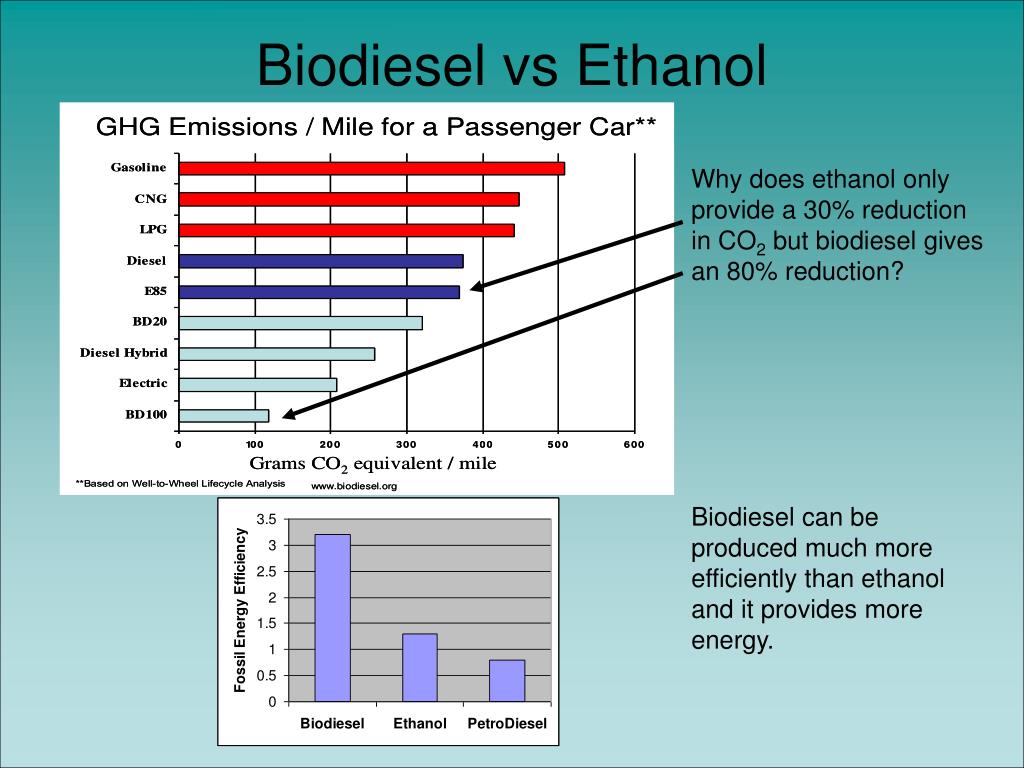 Biodiesel vs Ethanol
GHG Emissions / Mile for a Passenger Car**
Gasoline
CNG
LPG
Diesel
E85
BD20
Diesel Hybrid
Electric
BD100
0 100 200 300 400 500 600
Grams CO₂ equivalent / mile
**Based on Well-to-Wheel Lifecycle Analysis www.biodiesel.org
Why does ethanol only
provide a 30% reduction
in CO₂ but biodiesel gives
an 80% reduction?
Fossil Energy Efficiency
3.5
3
2.5
2
1.5
1
0.5
0
Biodiesel Ethanol PetroDiesel
Biodiesel can be
produced much more
efficiently than ethanol
and it provides more
energy.